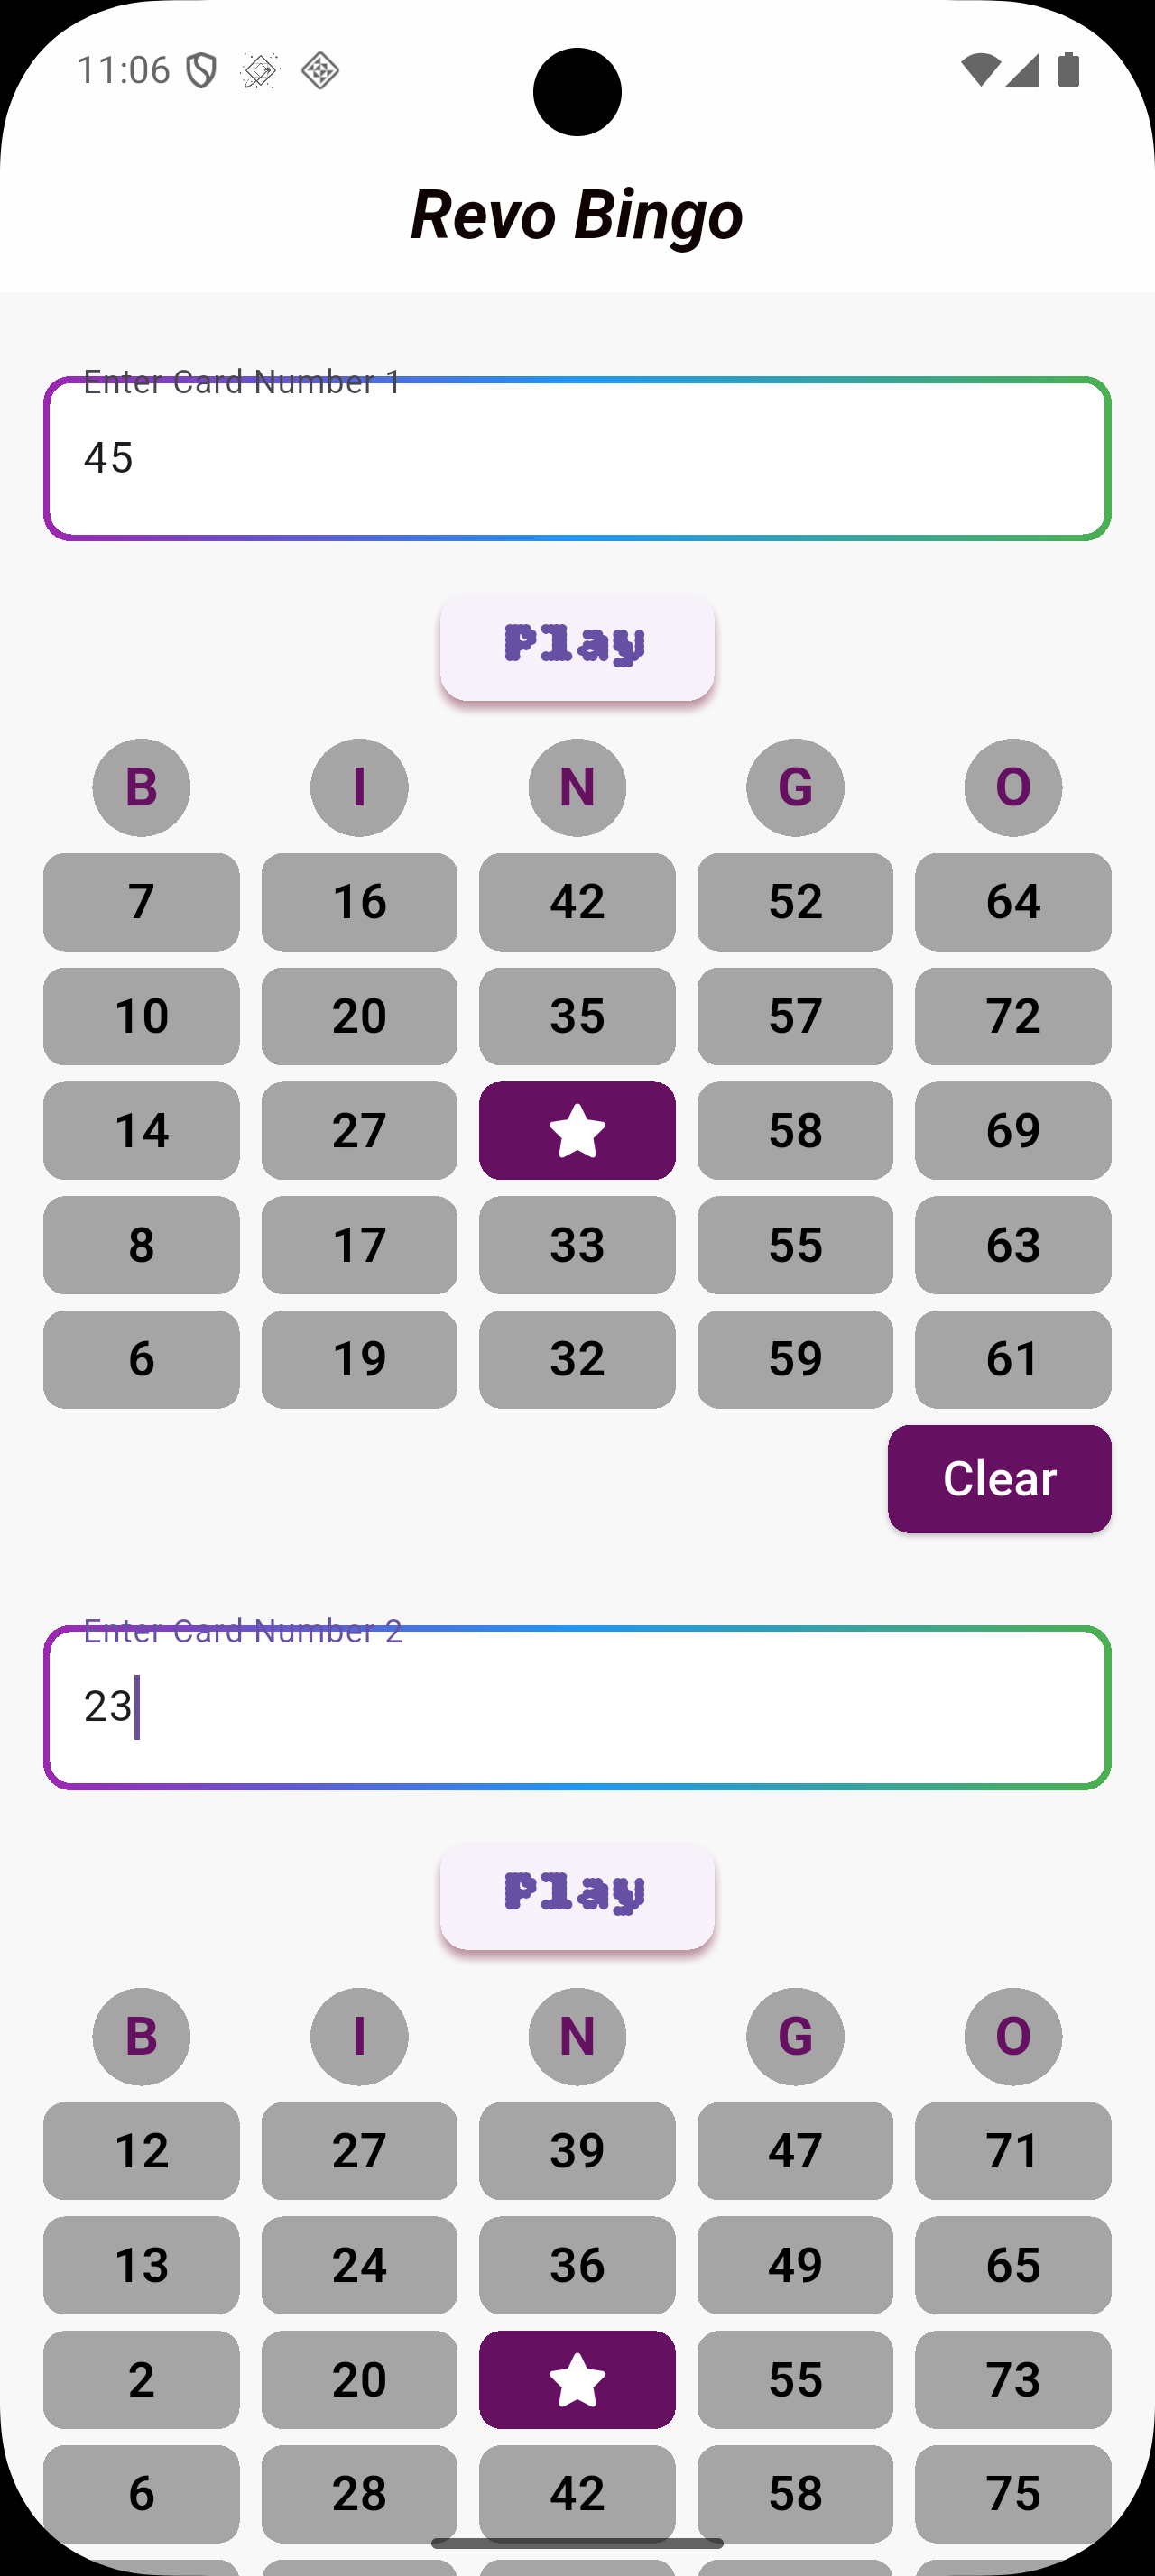 11:06
Revo Bingo
Enter Card Number 1
45
Play
B I N G O
7 16 42 52 64
10 20 35 57 72
14 27 58 69
8 17 33 55 63
6 19 32 59 61
Clear
Enter Card Number 2
23
Play
B I N G O
12 27 39 47 71
13 24 36 49 65
2 20 55 73
6 28 42 58 75